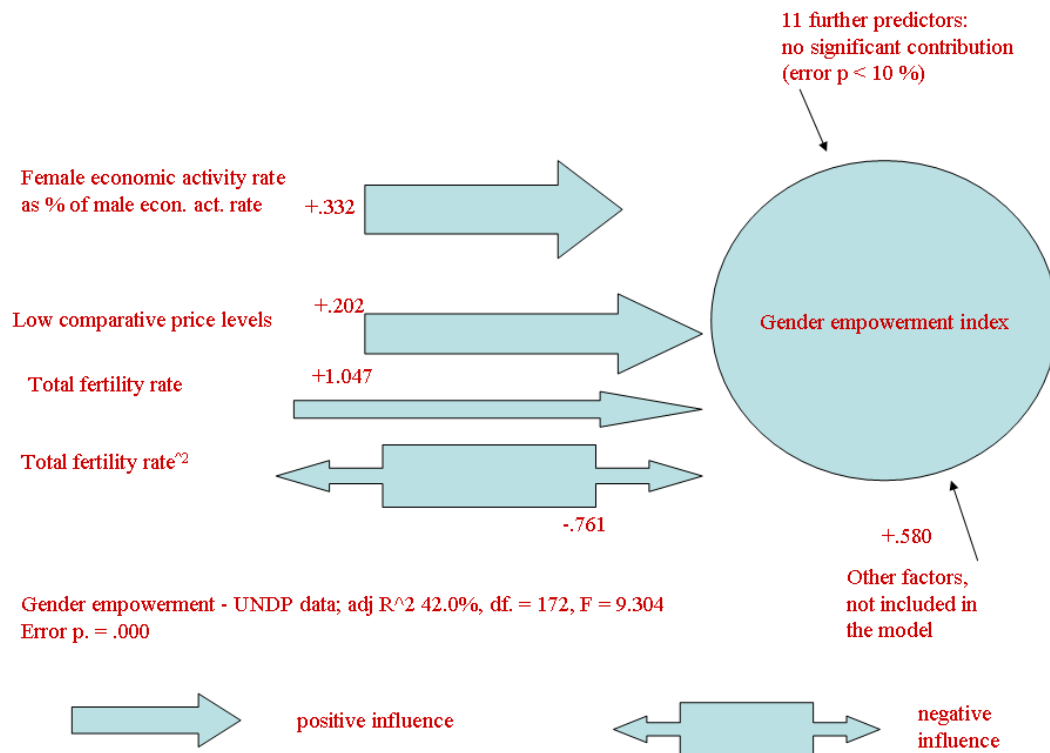 11 further predictors:
no significant contribution
(error p < 10 %)
Female economic activity rate
as % of male econ. act. rate
+.332
+.202
Low comparative price levels
Gender empowerment index
+1.047
Total fertility rate
Total fertility rate^2
-.761
+.580
Other factors,
not included in
the model
Gender empowerment - UNDP data; adj R^2 42.0%, df. = 172, F = 9.304
Error p. = .000
positive influence
negative
influence